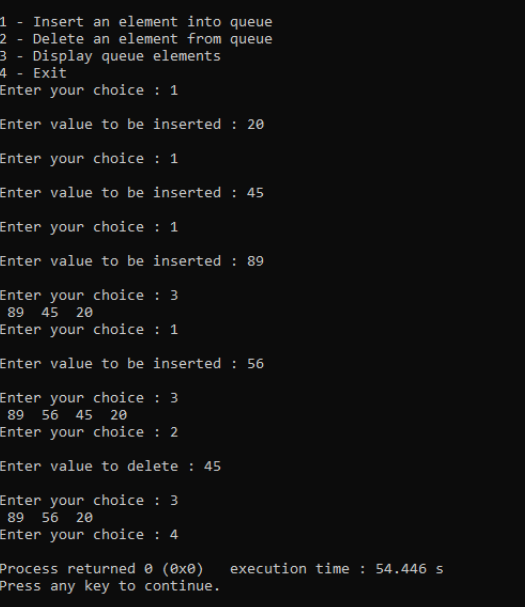 1 - Insert an element into queue
2 - Delete an element from queue
3 - Display queue elements
4 - Exit
Enter your choice : 1
Enter value to be inserted : 20
Enter your choice : 1
Enter value to be inserted : 45
Enter your choice : 1
Enter value to be inserted : 89
Enter your choice : 3
89  45  20
Enter your choice : 1
Enter value to be inserted : 56
Enter your choice : 3
89  56  45  20
Enter your choice : 2
Enter value to delete : 45
Enter your choice : 3
89  56  20
Enter your choice : 4
Process returned 0 (0x0)   execution time : 54.446 s
Press any key to continue.